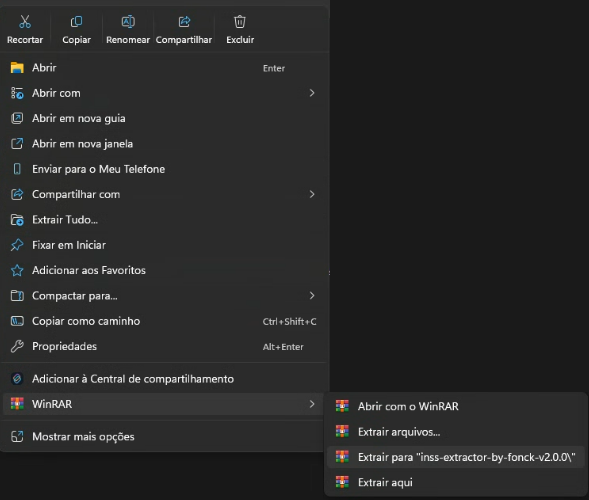 Recortar Copiar Renomear Compartilhar Excluir
Abrir Enter
Abrir com
Abrir em nova guia
Abrir em nova janela
Enviar para o Meu Telefone
Compartilhar com
Extrair Tudo...
Fixar em Iniciar
Adicionar aos Favoritos
Compactar para...
Copiar como caminho Ctrl+Shift+C
Propriedades Alt+Enter
Adicionar à Central de compartilhamento
WinRAR
Mostrar mais opções
Abrir com o WinRAR
Extrair arquivos...
Extrair para "inss-extractor-by-fonck-v2.0.0\"
Extrair aqui